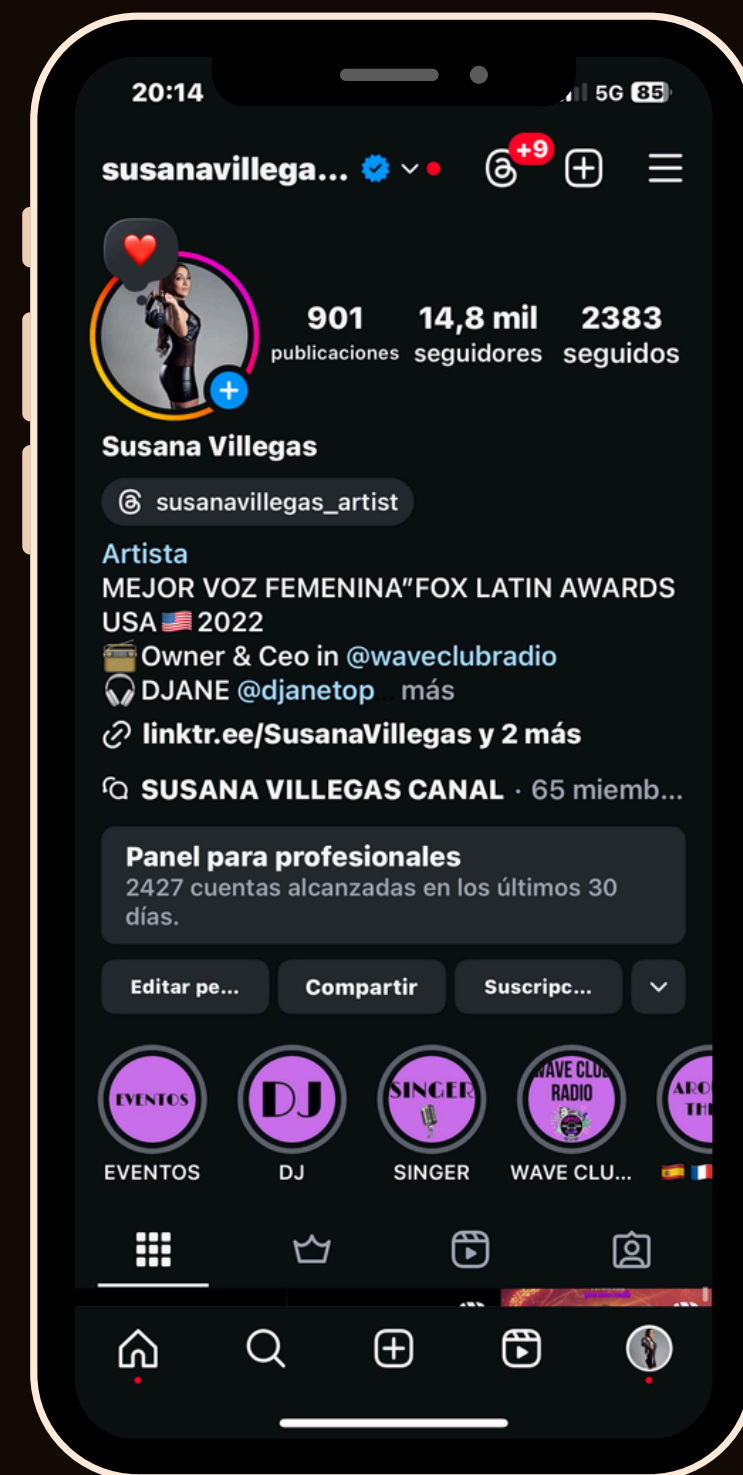 20:14 5G 85
susanavillega... +9
901 14,8 mil 2383
publicaciones seguidores seguidos
Susana Villegas
susanavillegas_artist
Artista
MEJOR VOZ FEMENINA"FOX LATIN AWARDS
USA🇺🇸 2022
📻Owner & Ceo in @waveclubradio
🎧DJANE @djanetop... más
linktr.ee/SusanaVillegas y 2 más
SUSANA VILLEGAS CANAL · 65 miemb...
Panel para profesionales
2427 cuentas alcanzadas en los últimos 30
días.
Editar pe... Compartir Suscripc...
EVENTOS DJ SINGER WAVE CLUB
RADIO
EVENTOS DJ SINGER WAVE CLU... 🇪🇸 🇫🇷